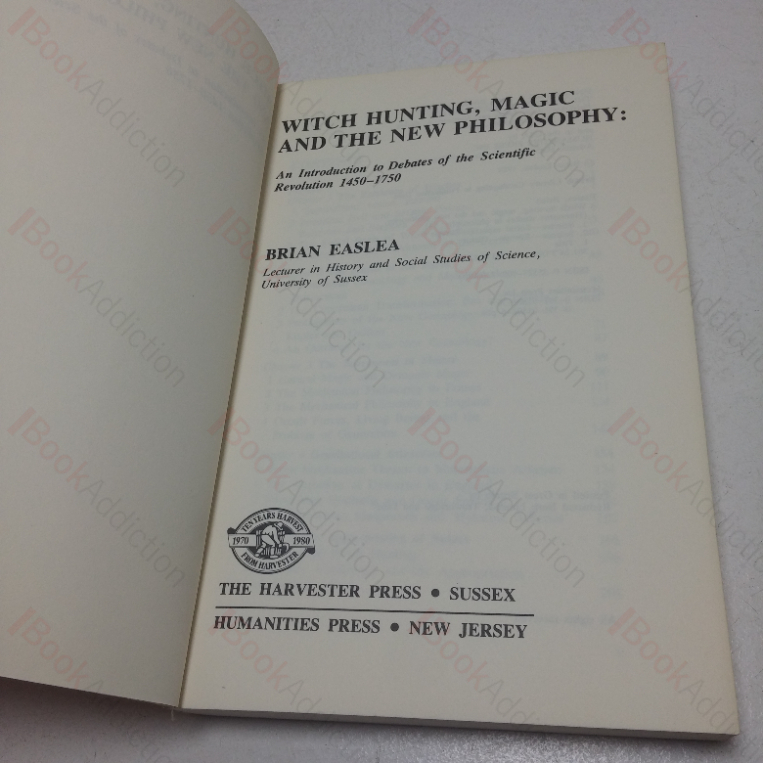 WITCH HUNTING, MAGIC
AND THE NEW PHILOSOPHY:
An Introduction to Debates of the Scientific
Revolution 1450–1750
BRIAN EASLEA
Lecturer in History and Social Studies of Science,
University of Sussex
TEN YEARS HARVEST
1970 1980
FROM HARVESTER
THE HARVESTER PRESS • SUSSEX
HUMANITIES PRESS • NEW JERSEY
BookAddiction